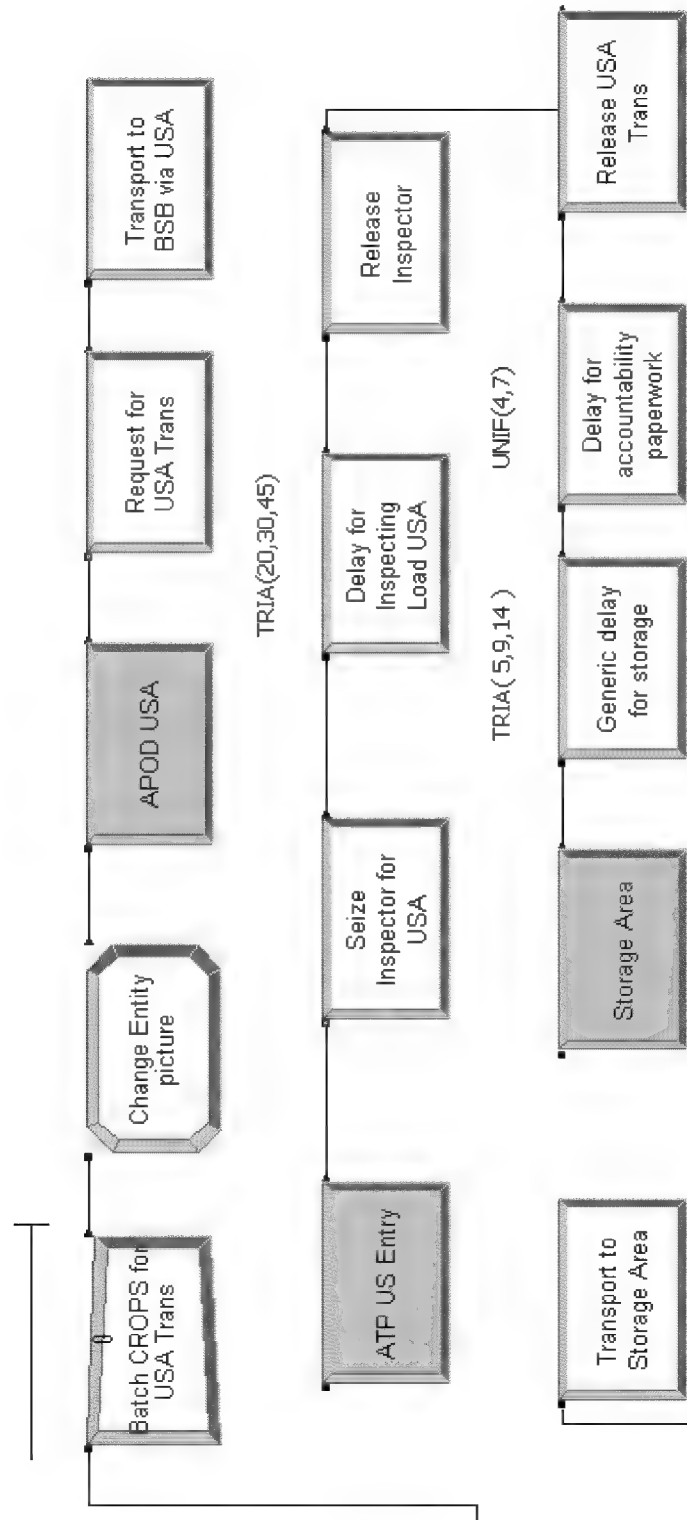 0
Batch CROPS for
USA Trans
Change Entity
picture
APOD USA
Request for
USA Trans
Transport to
BSB via USA
TRIA(20,30,45)
ATP US Entry
Seize
Inspector for
USA
Delay for
Inspecting
Load USA
Release
Inspector
TRIA( 5,9,14 )
UNIF(4,7)
Transport to
Storage Area
Storage Area
Generic delay
for storage
Delay for
accountability
paperwork
Release USA
Trans